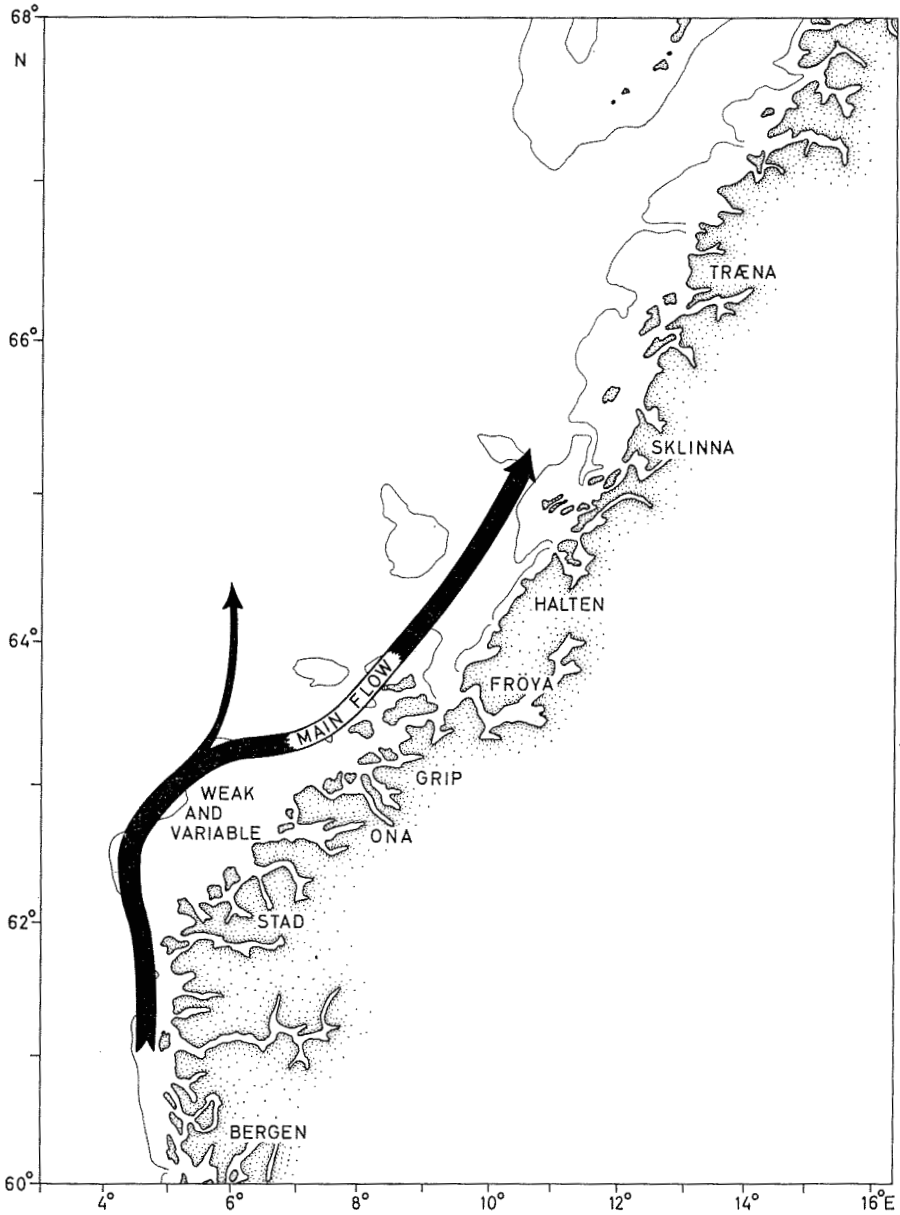 68°
N
TRÆNA
66°
SKLINNA
HALTEN
64°
FRÖYA
MAIN FLOW
GRIP
WEAK
AND
VARIABLE
ONA
62°
STAD
BERGEN
60°
4° 6° 8° 10° 12° 14° 16°E